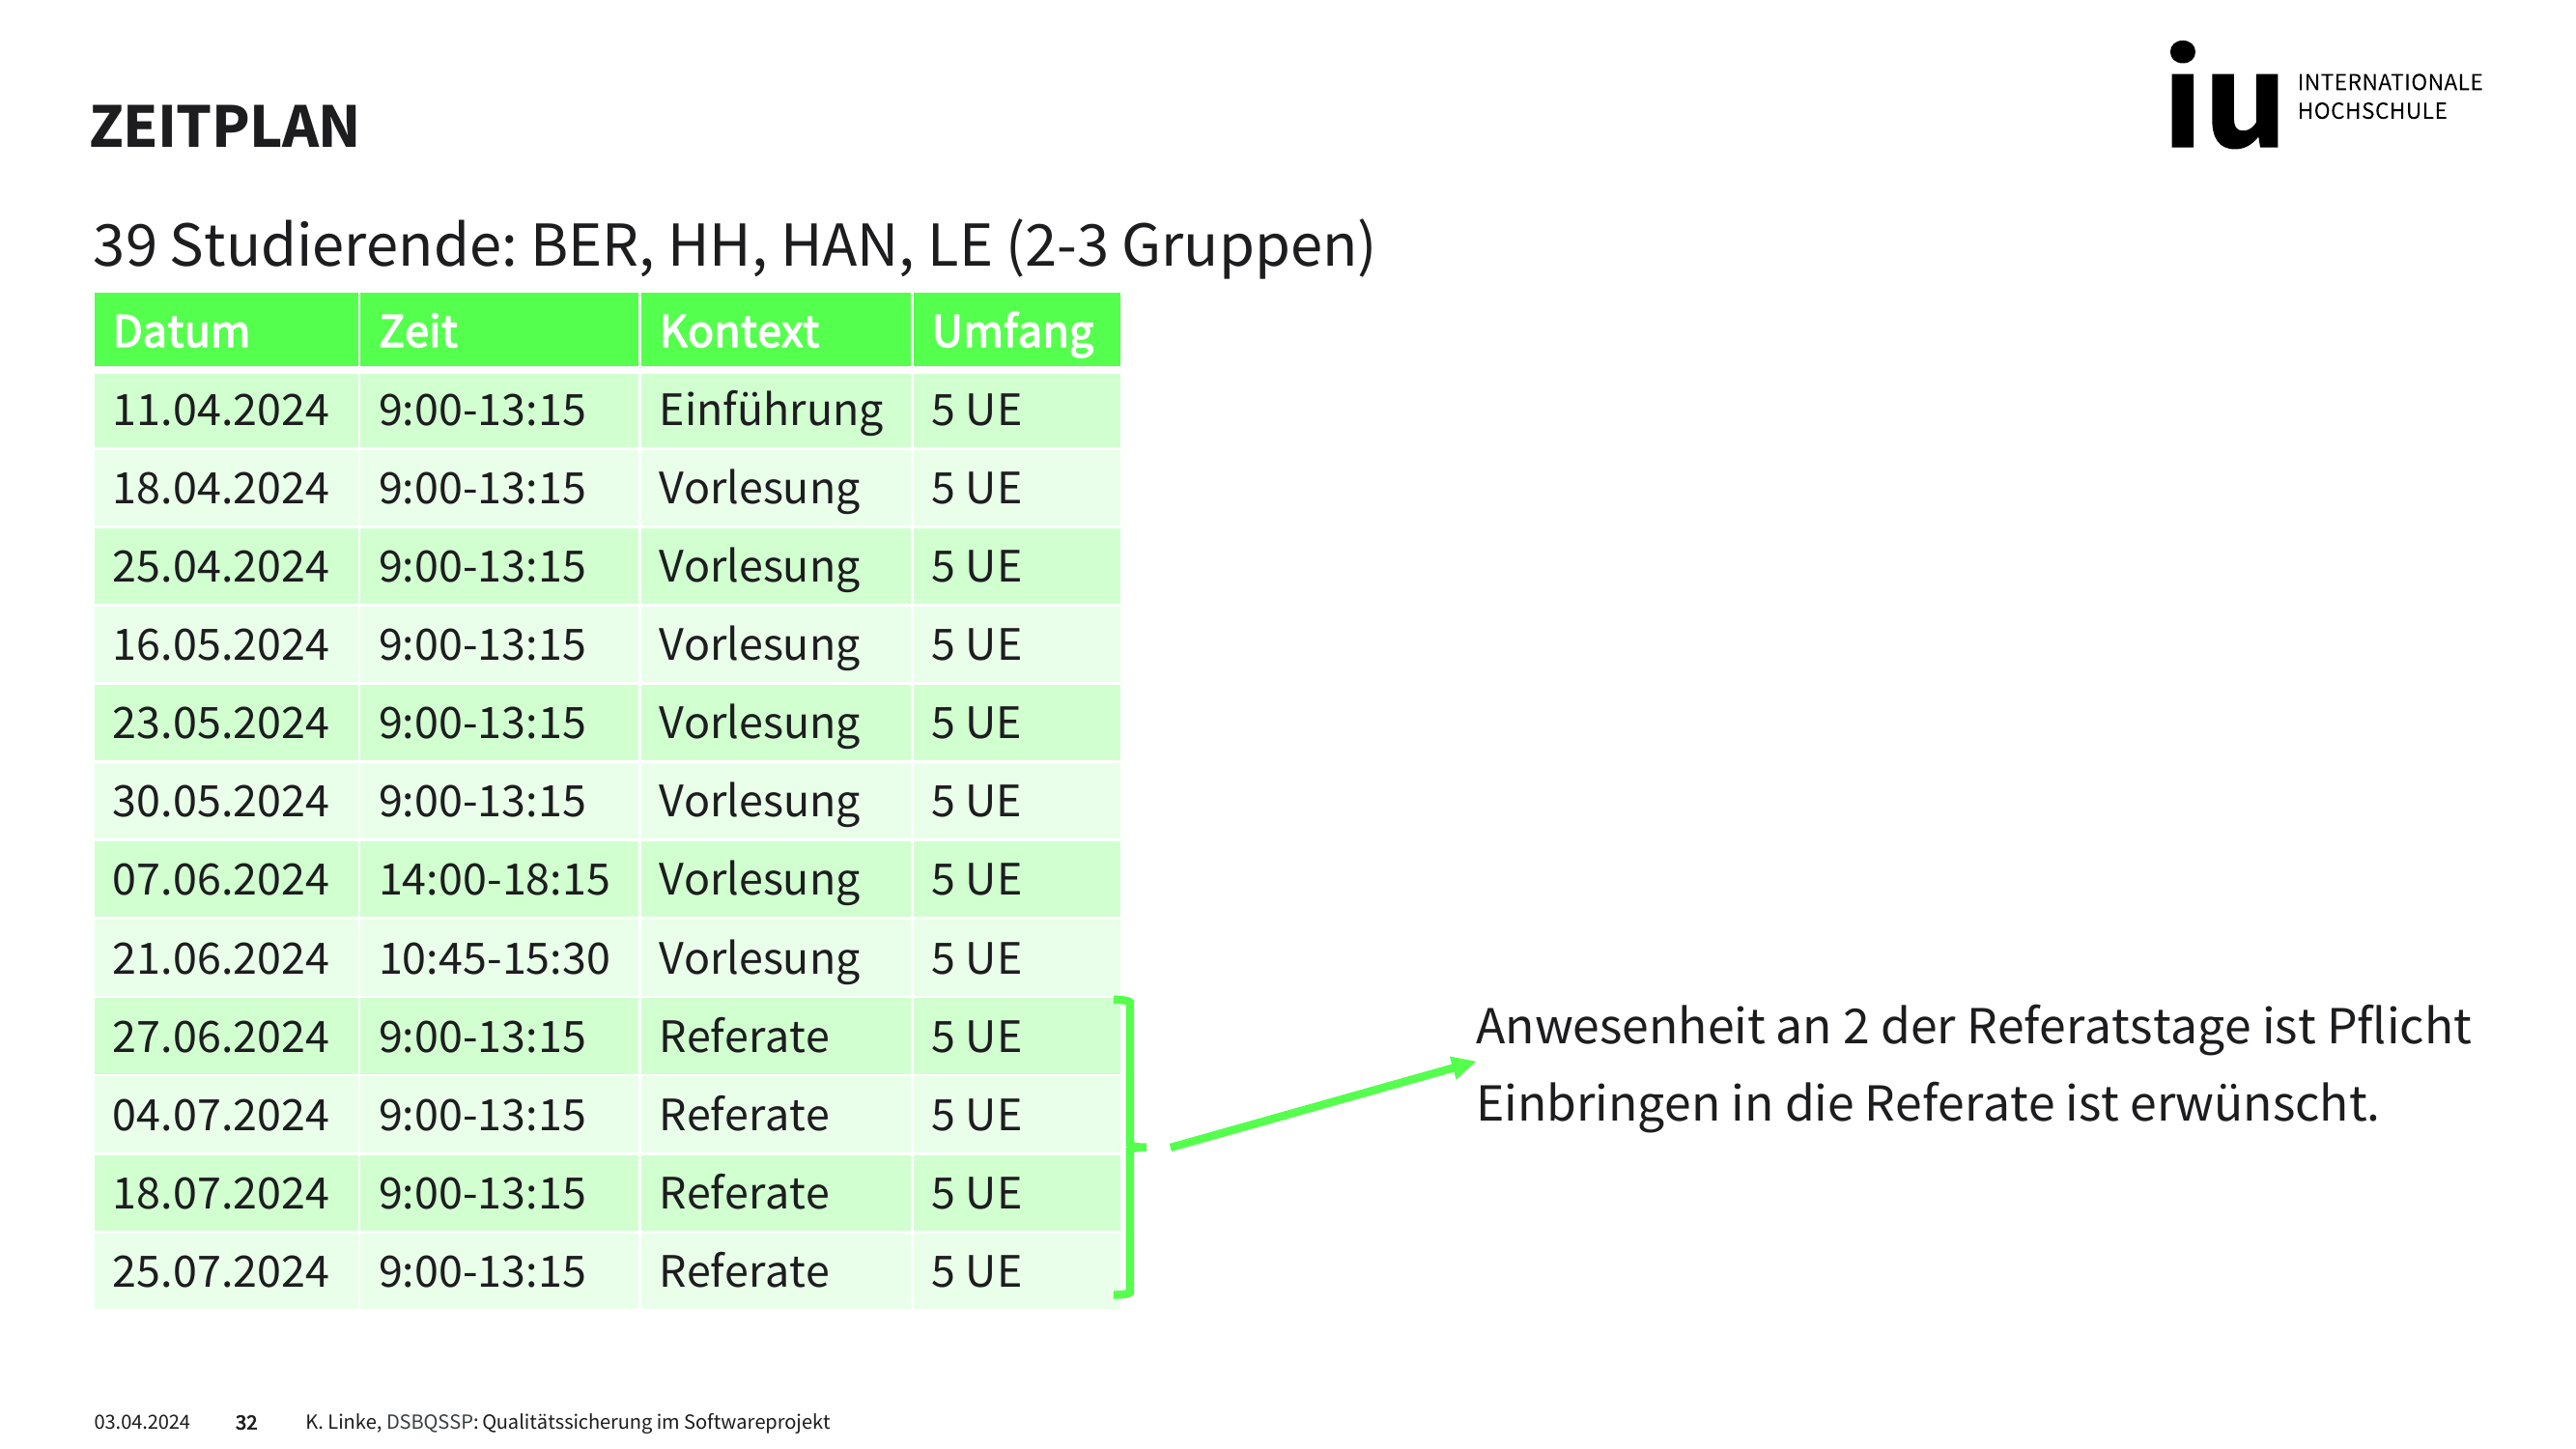 ZEITPLAN
iu INTERNATIONALE
HOCHSCHULE
39 Studierende: BER, HH, HAN, LE (2-3 Gruppen)
Datum Zeit Kontext Umfang
11.04.2024 9:00-13:15 Einführung 5 UE
18.04.2024 9:00-13:15 Vorlesung 5 UE
25.04.2024 9:00-13:15 Vorlesung 5 UE
16.05.2024 9:00-13:15 Vorlesung 5 UE
23.05.2024 9:00-13:15 Vorlesung 5 UE
30.05.2024 9:00-13:15 Vorlesung 5 UE
07.06.2024 14:00-18:15 Vorlesung 5 UE
21.06.2024 10:45-15:30 Vorlesung 5 UE
27.06.2024 9:00-13:15 Referate 5 UE
04.07.2024 9:00-13:15 Referate 5 UE
18.07.2024 9:00-13:15 Referate 5 UE
25.07.2024 9:00-13:15 Referate 5 UE
Anwesenheit an 2 der Referatstage ist Pflicht
Einbringen in die Referate ist erwünscht.
03.04.2024 32 K. Linke, DSBQSSP: Qualitätssicherung im Softwareprojekt